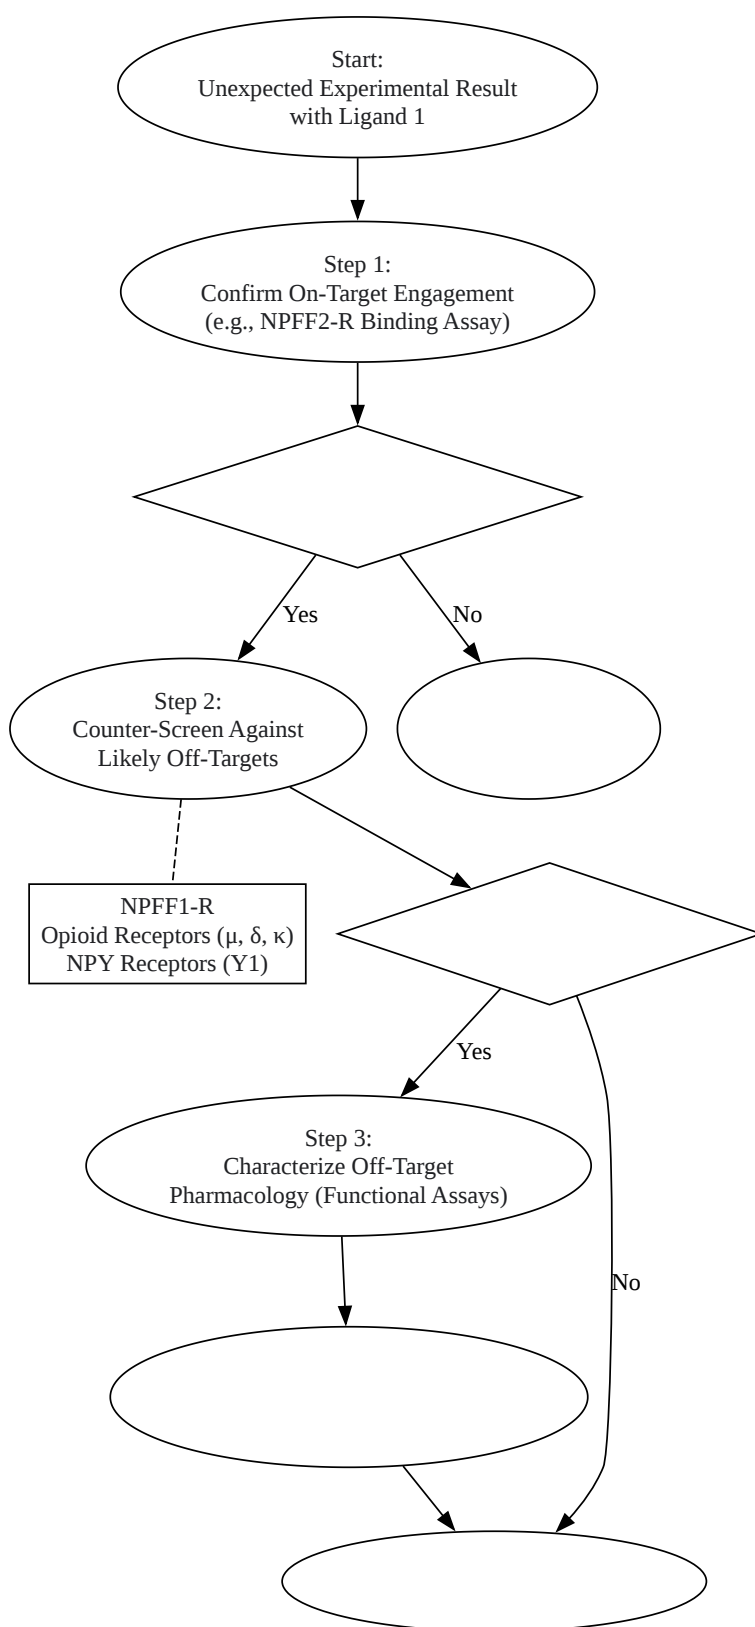 Start:
Unexpected Experimental Result
with Ligand 1
Step 1:
Confirm On-Target Engagement
(e.g., NPFF2-R Binding Assay)
Yes
No
Step 2:
Counter-Screen Against
Likely Off-Targets
NPFF1-R
Opioid Receptors (μ, δ, κ)
NPY Receptors (Y1)
Yes
Step 3:
Characterize Off-Target
Pharmacology (Functional Assays)
No